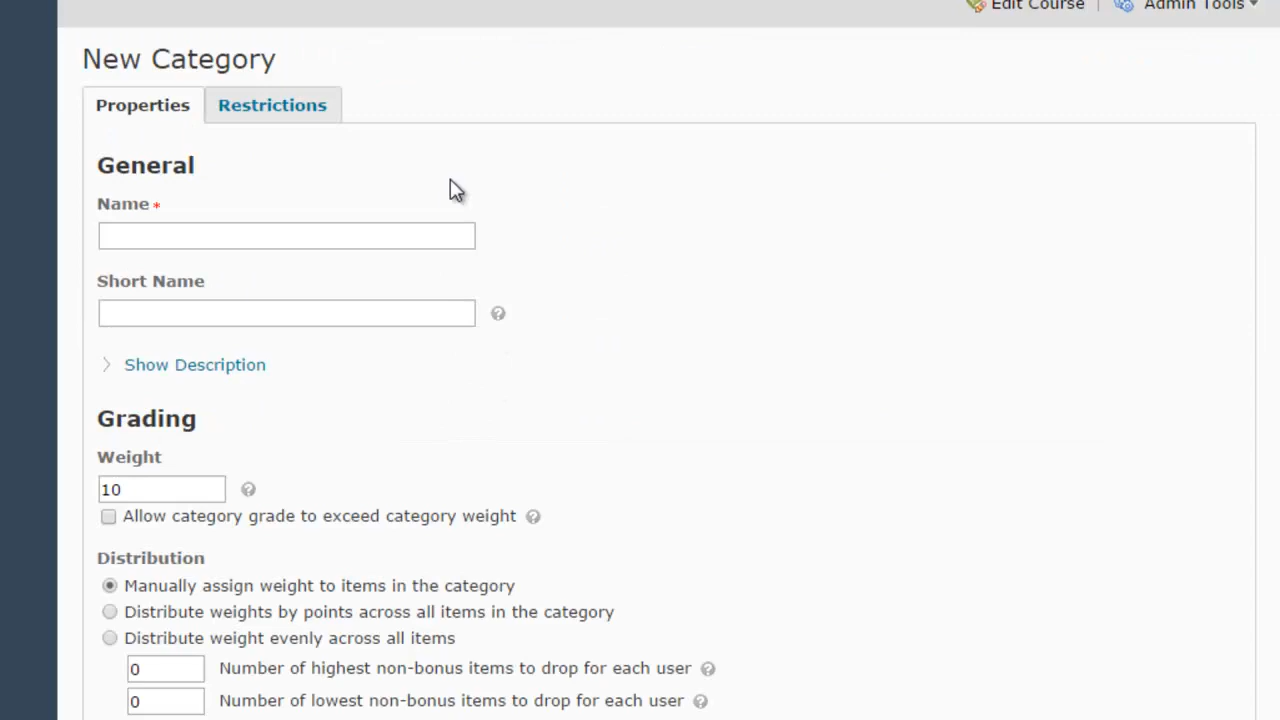 Edit Course | Admin Tools
New Category
Properties Restrictions
General
Name *
Short Name
Show Description
Grading
Weight
10
Allow category grade to exceed category weight
Distribution
Manually assign weight to items in the category
Distribute weights by points across all items in the category
Distribute weight evenly across all items
0 Number of highest non-bonus items to drop for each user
0 Number of lowest non-bonus items to drop for each user